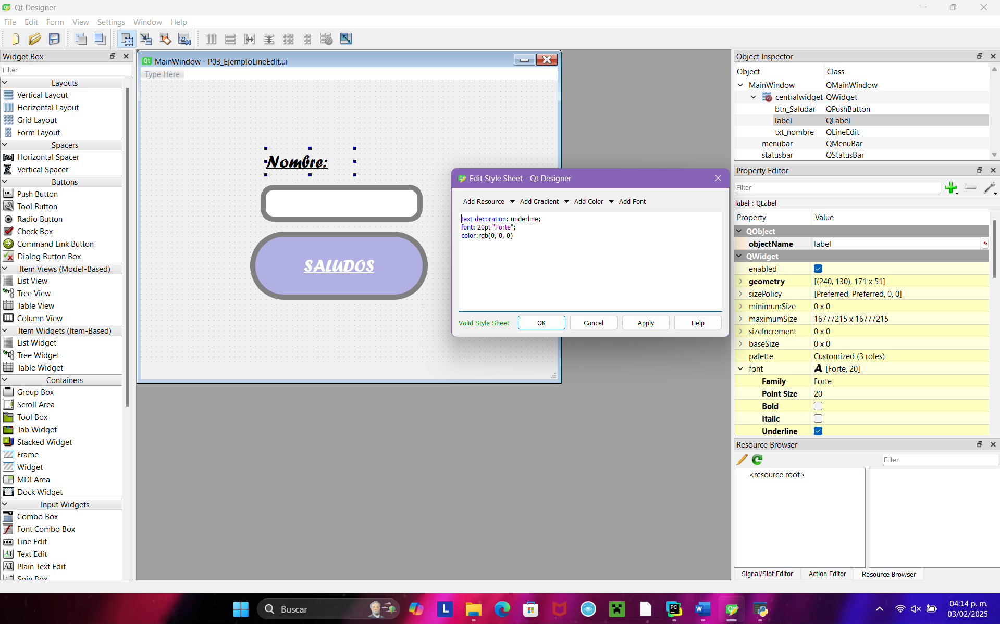 Qt Designer
File Edit Form View Settings Window Help
Widget Box
Filter
Layouts
Vertical Layout
Horizontal Layout
Grid Layout
Form Layout
Spacers
Horizontal Spacer
Vertical Spacer
Buttons
Push Button
Tool Button
Radio Button
Check Box
Command Link Button
Dialog Button Box
Item Views (Model-Based)
List View
Tree View
Table View
Column View
Item Widgets (Item-Based)
List Widget
Tree Widget
Table Widget
Containers
Group Box
Scroll Area
Tool Box
Tab Widget
Stacked Widget
Frame
Widget
MDI Area
Dock Widget
Input Widgets
Combo Box
Font Combo Box
Line Edit
Text Edit
Plain Text Edit
Spin Box
MainWindow - P03_EjemploLineEdit.ui
Type Here
Nombre:
SALUDOS
Edit Style Sheet - Qt Designer
Add Resource Add Gradient Add Color Add Font
text-decoration: underline;
font: 20pt "Forte";
color:rgb(0, 0, 0)
Valid Style Sheet OK Cancel Apply Help
Object Inspector
Object Class
MainWindow QMainWindow
centralwidget QWidget
btn_Saludar QPushButton
label QLabel
txt_nombre QLineEdit
menubar QMenuBar
statusbar QStatusBar
Property Editor
Filter
label : QLabel
Property Value
QObject
objectName label
QWidget
enabled
geometry [(240, 130), 171 x 51]
sizePolicy [Preferred, Preferred, 0, 0]
minimumSize 0 x 0
maximumSize 16777215 x 16777215
sizeIncrement 0 x 0
baseSize 0 x 0
palette Customized (3 roles)
font A [Forte, 20]
Family Forte
Point Size 20
Bold
Italic
Underline
Resource Browser
Filter
<resource root>
Signal/Slot Editor Action Editor Resource Browser
Buscar
04:14 p. m.
03/02/2025